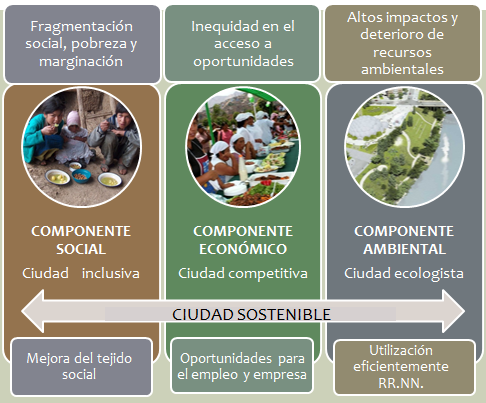 Fragmentación
social, pobreza y
marginación
Inequidad en el
acceso a
oportunidades
Altos impactos y
deterioro de
recursos
ambientales
COMPONENTE
SOCIAL
Ciudad inclusiva
COMPONENTE
ECONÓMICO
Ciudad competitiva
COMPONENTE
AMBIENTAL
Ciudad ecologista
CIUDAD SOSTENIBLE
Mejora del tejido
social
Oportunidades para
el empleo y empresa
Utilización
eficientemente
RR.NN.